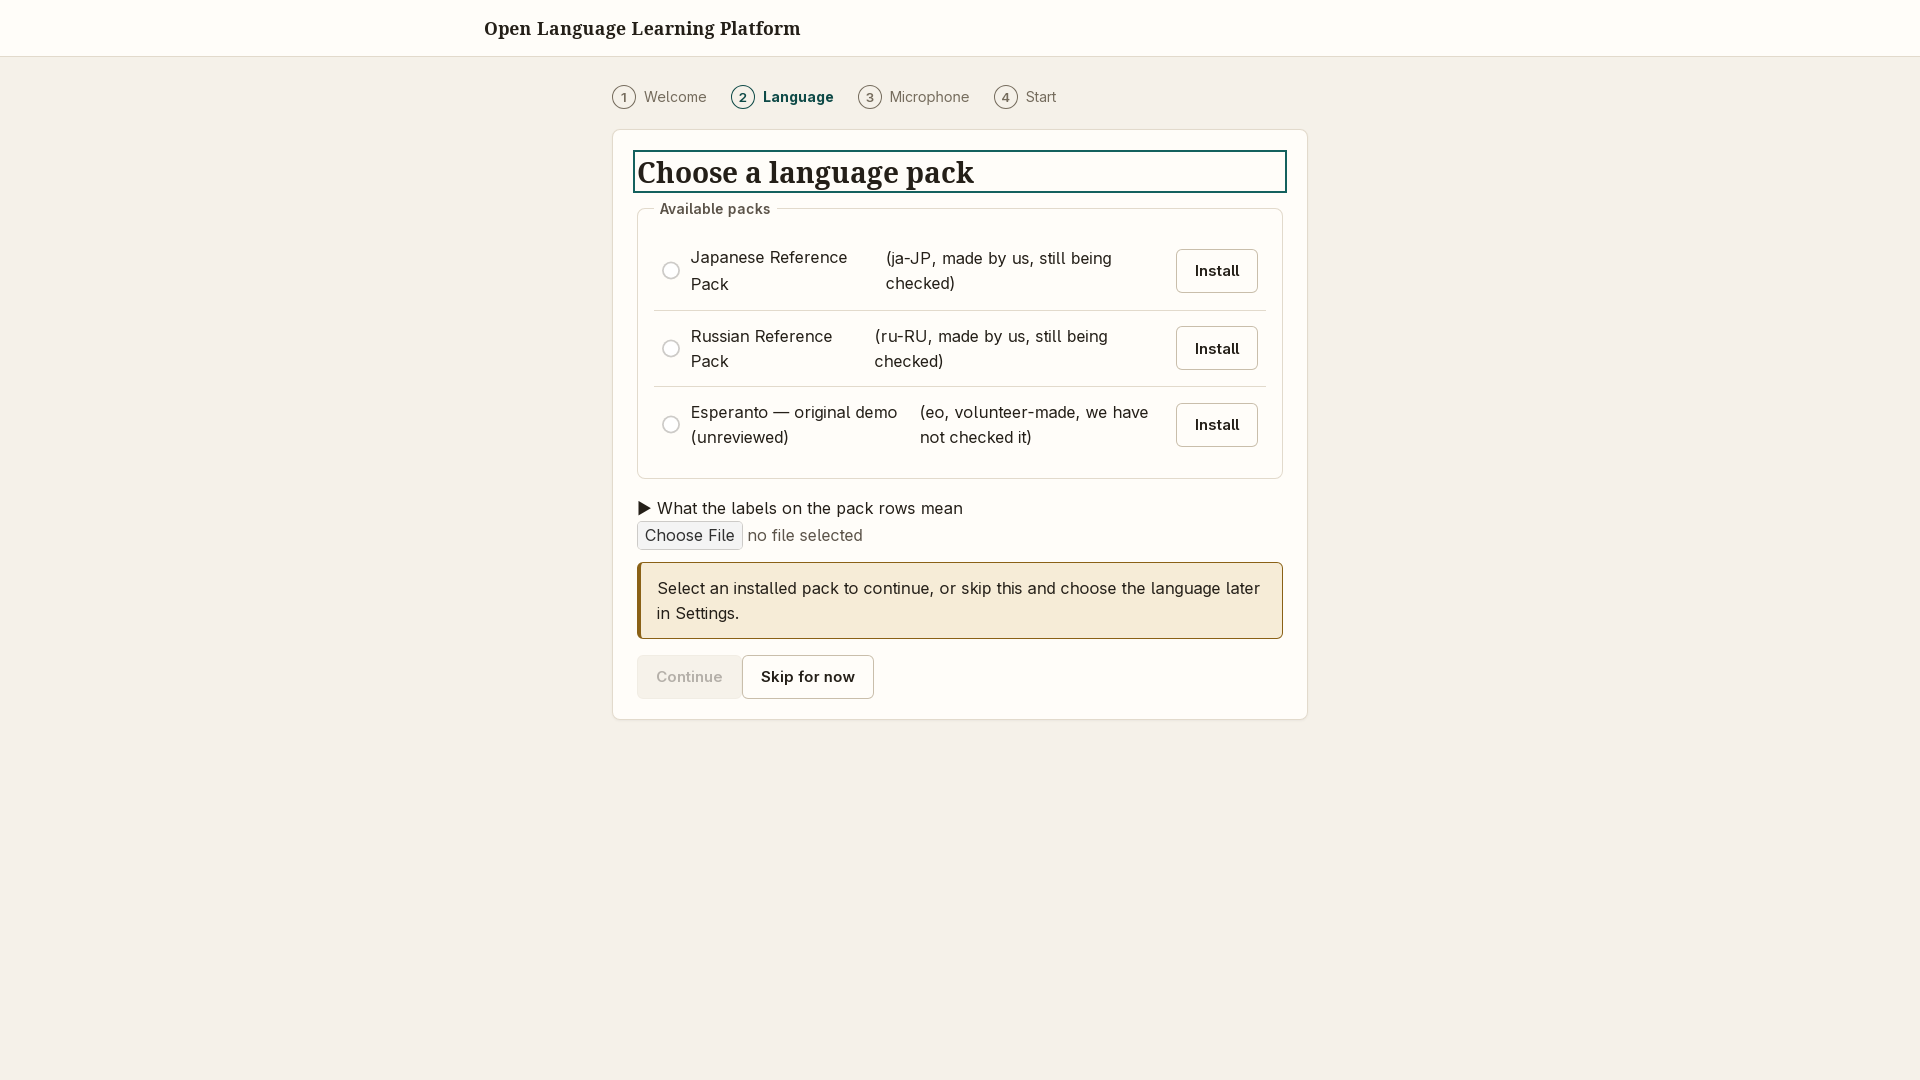 Open Language Learning Platform
1 Welcome 2 Language 3 Microphone 4 Start
Choose a language pack
Available packs
Japanese Reference Pack
(ja-JP, made by us, still being checked)
Install
Russian Reference Pack
(ru-RU, made by us, still being checked)
Install
Esperanto — original demo (unreviewed)
(eo, volunteer-made, we have not checked it)
Install
▶ What the labels on the pack rows mean
Choose File no file selected
Select an installed pack to continue, or skip this and choose the language later
in Settings.
Continue Skip for now